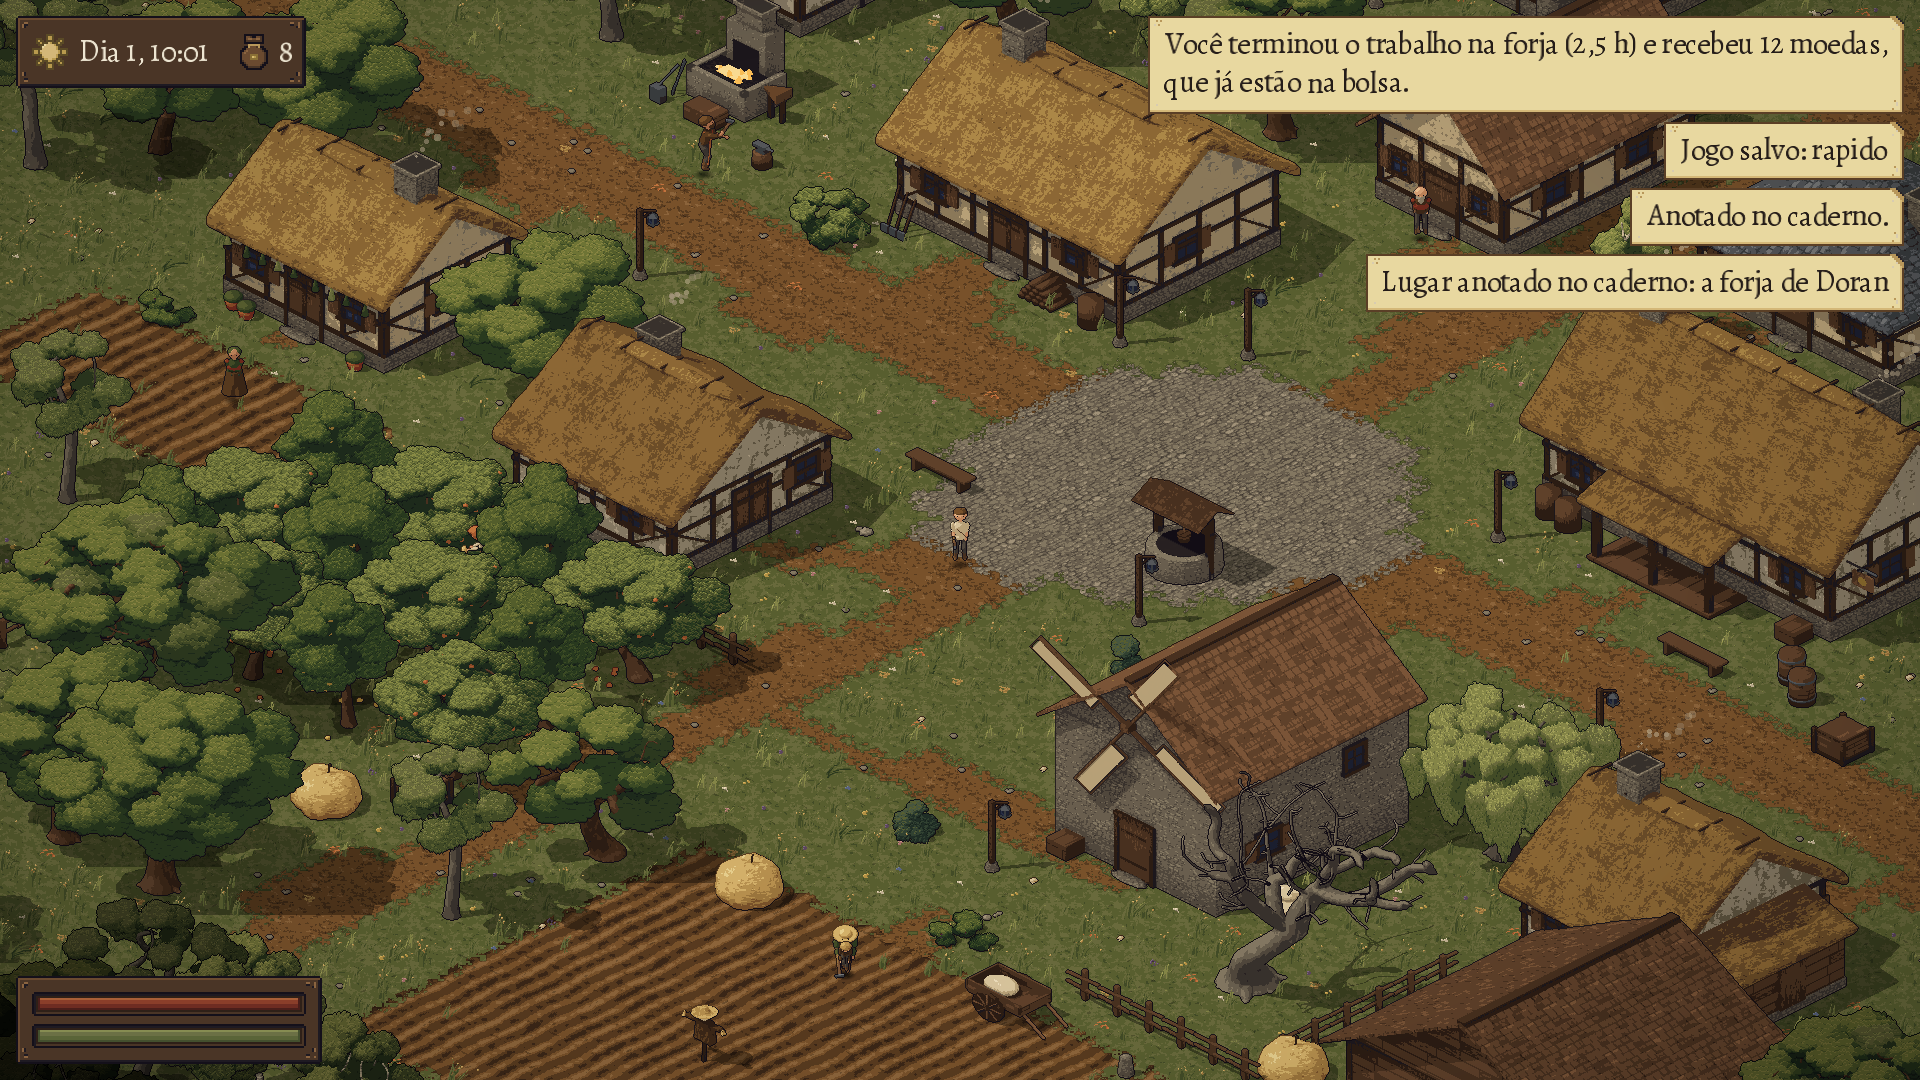 Dia 1, 10:01
8
Você terminou o trabalho na forja (2,5 h) e recebeu 12 moedas,
que já estão na bolsa.
Jogo salvo: rapido
Anotado no caderno.
Lugar anotado no caderno: a forja de Doran